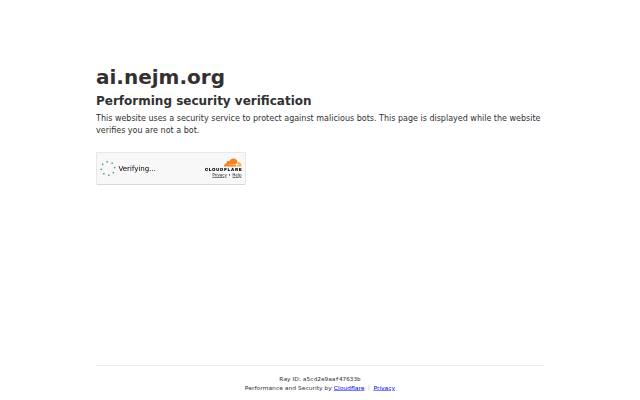 ai.nejm.org
Performing security verification
This website uses a security service to protect against malicious bots. This page is displayed while the website
verifies you are not a bot.
Verifying...
CLOUDFLARE
Privacy • Help
Ray ID: a5cd2a9aaf47633b
Performance and Security by Cloudflare | Privacy